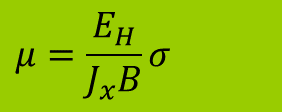 μ = E_H / J_x B σ